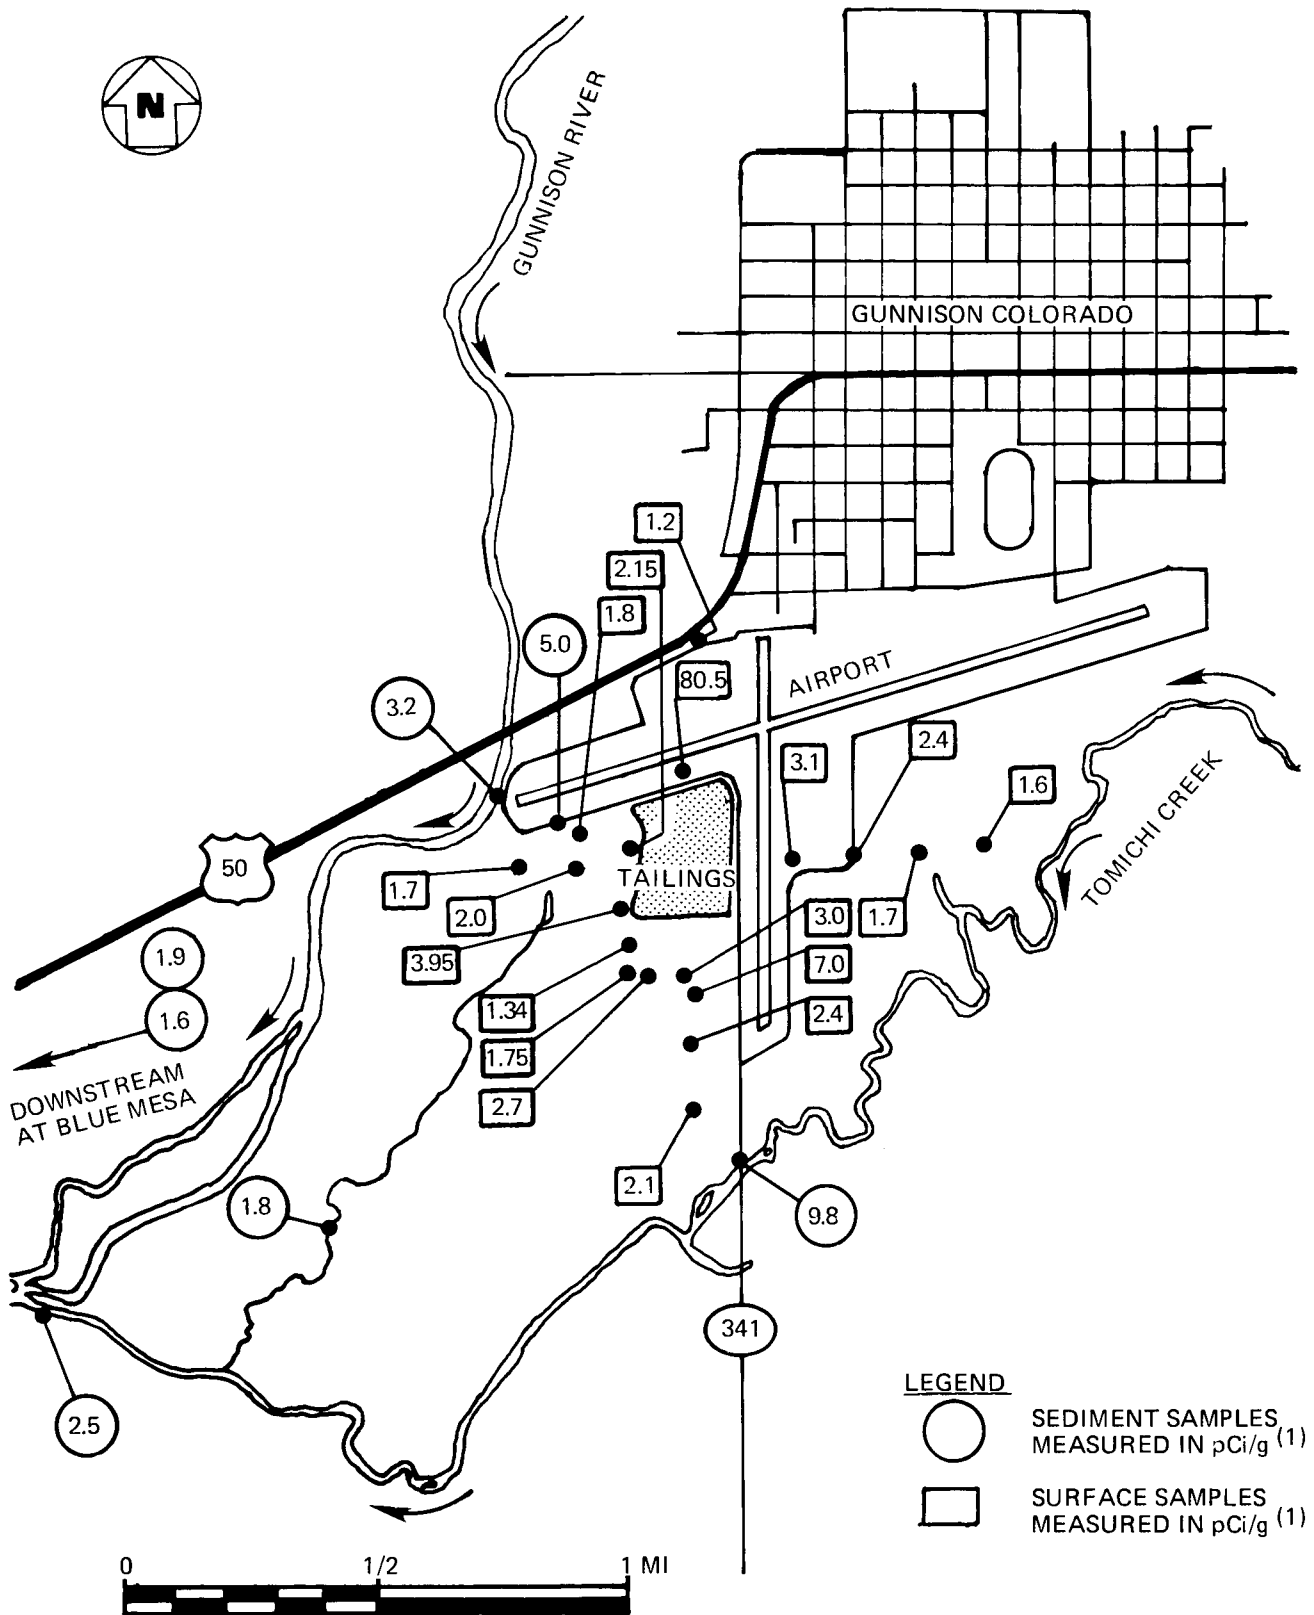 N
GUNNISON RIVER
GUNNISON COLORADO
1.2
2.15
1.8
5.0
80.5
AIRPORT
3.2
2.4
3.1
1.6
TOMICHI CREEK
50
TAILINGS
1.7
2.0
3.0
1.7
3.95
7.0
1.9
1.34
2.4
1.6
1.75
DOWNSTREAM
AT BLUE MESA
2.7
2.1
1.8
9.8
341
2.5
LEGEND
SEDIMENT SAMPLES
MEASURED IN pCi/g (1)
SURFACE SAMPLES
MEASURED IN pCi/g (1)
0 1/2 1 MI